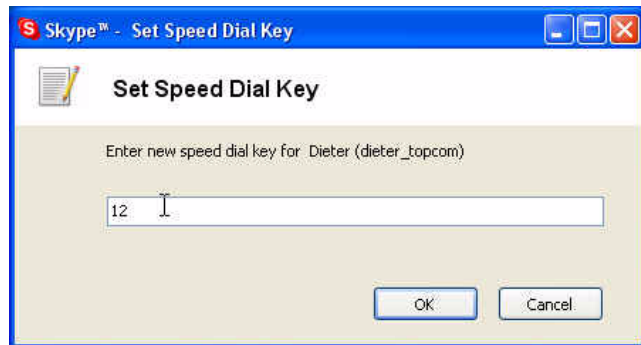 Skype™ - Set Speed Dial Key
Set Speed Dial Key
Enter new speed dial key for Dieter (dieter_topcom)
12
OK Cancel